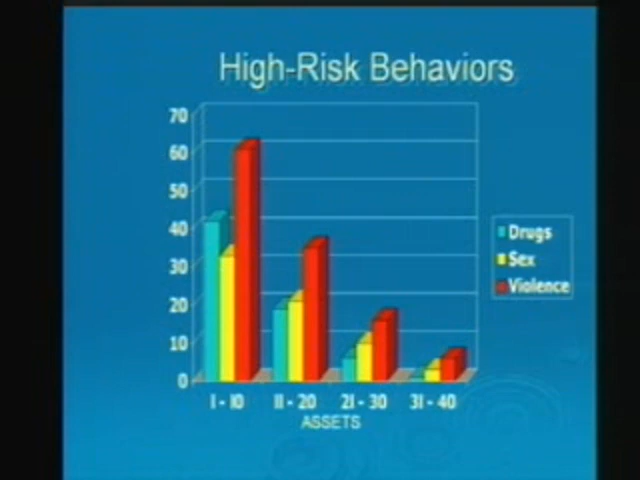 High-Risk Behaviors
70
60
50
40
30
20
10
0
1 - 10
11 - 20
21 - 30
31 - 40
ASSETS
Drugs
Sex
Violence